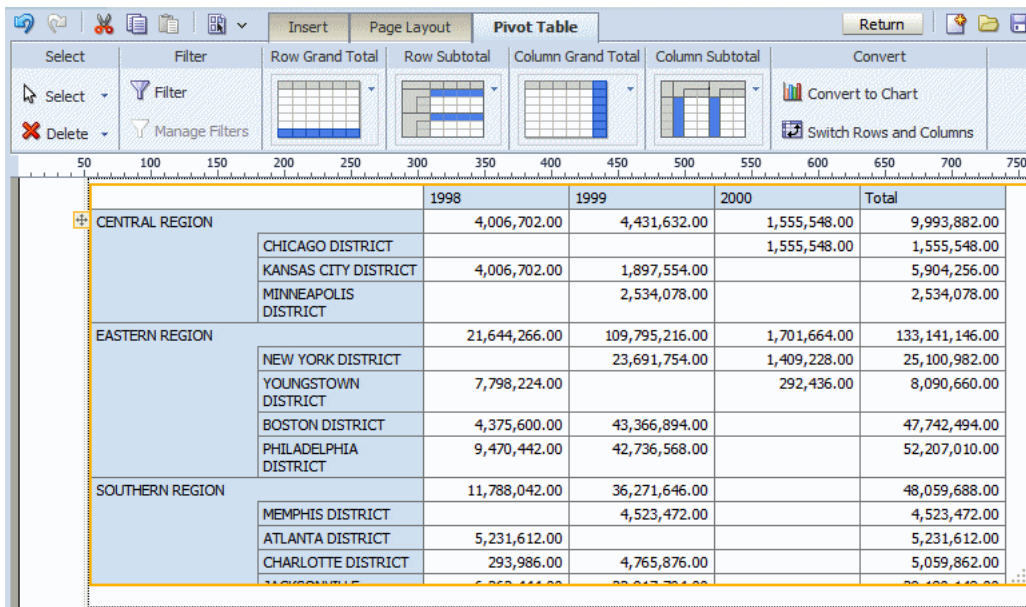 Insert Page Layout Pivot Table Return
Select Filter Row Grand Total Row Subtotal Column Grand Total Column Subtotal Convert
Select Filter Convert to Chart
Delete Manage Filters Switch Rows and Columns
50 100 150 200 250 300 350 400 450 500 550 600 650 700 750
1998 1999 2000 Total
CENTRAL REGION 4,006,702.00 4,431,632.00 1,555,548.00 9,993,882.00
CHICAGO DISTRICT 1,555,548.00 1,555,548.00
KANSAS CITY DISTRICT 4,006,702.00 1,897,554.00 5,904,256.00
MINNEAPOLIS 2,534,078.00 2,534,078.00
DISTRICT
EASTERN REGION 21,644,266.00 109,795,216.00 1,701,664.00 133,141,146.00
NEW YORK DISTRICT 23,691,754.00 1,409,228.00 25,100,982.00
YOUNGSTOWN 7,798,224.00 292,436.00 8,090,660.00
DISTRICT
BOSTON DISTRICT 4,375,600.00 43,366,894.00 47,742,494.00
PHILADELPHIA 9,470,442.00 42,736,568.00 52,207,010.00
DISTRICT
SOUTHERN REGION 11,788,042.00 36,271,646.00 48,059,688.00
MEMPHIS DISTRICT 4,523,472.00 4,523,472.00
ATLANTA DISTRICT 5,231,612.00 5,231,612.00
CHARLOTTE DISTRICT 293,986.00 4,765,876.00 5,059,862.00